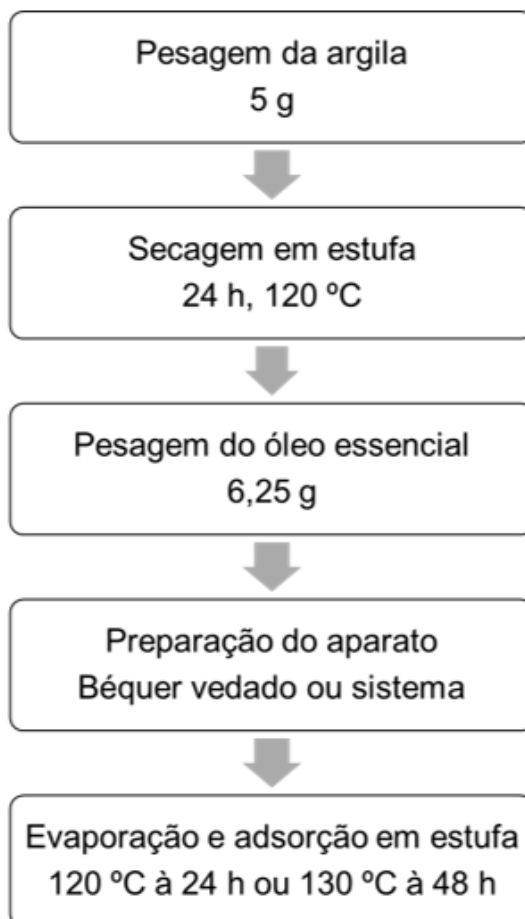 Pesagem da argila
5 g
Secagem em estufa
24 h, 120 ºC
Pesagem do óleo essencial
6,25 g
Preparação do aparato
Béquer vedado ou sistema
Evaporação e adsorção em estufa
120 ºC à 24 h ou 130 ºC à 48 h